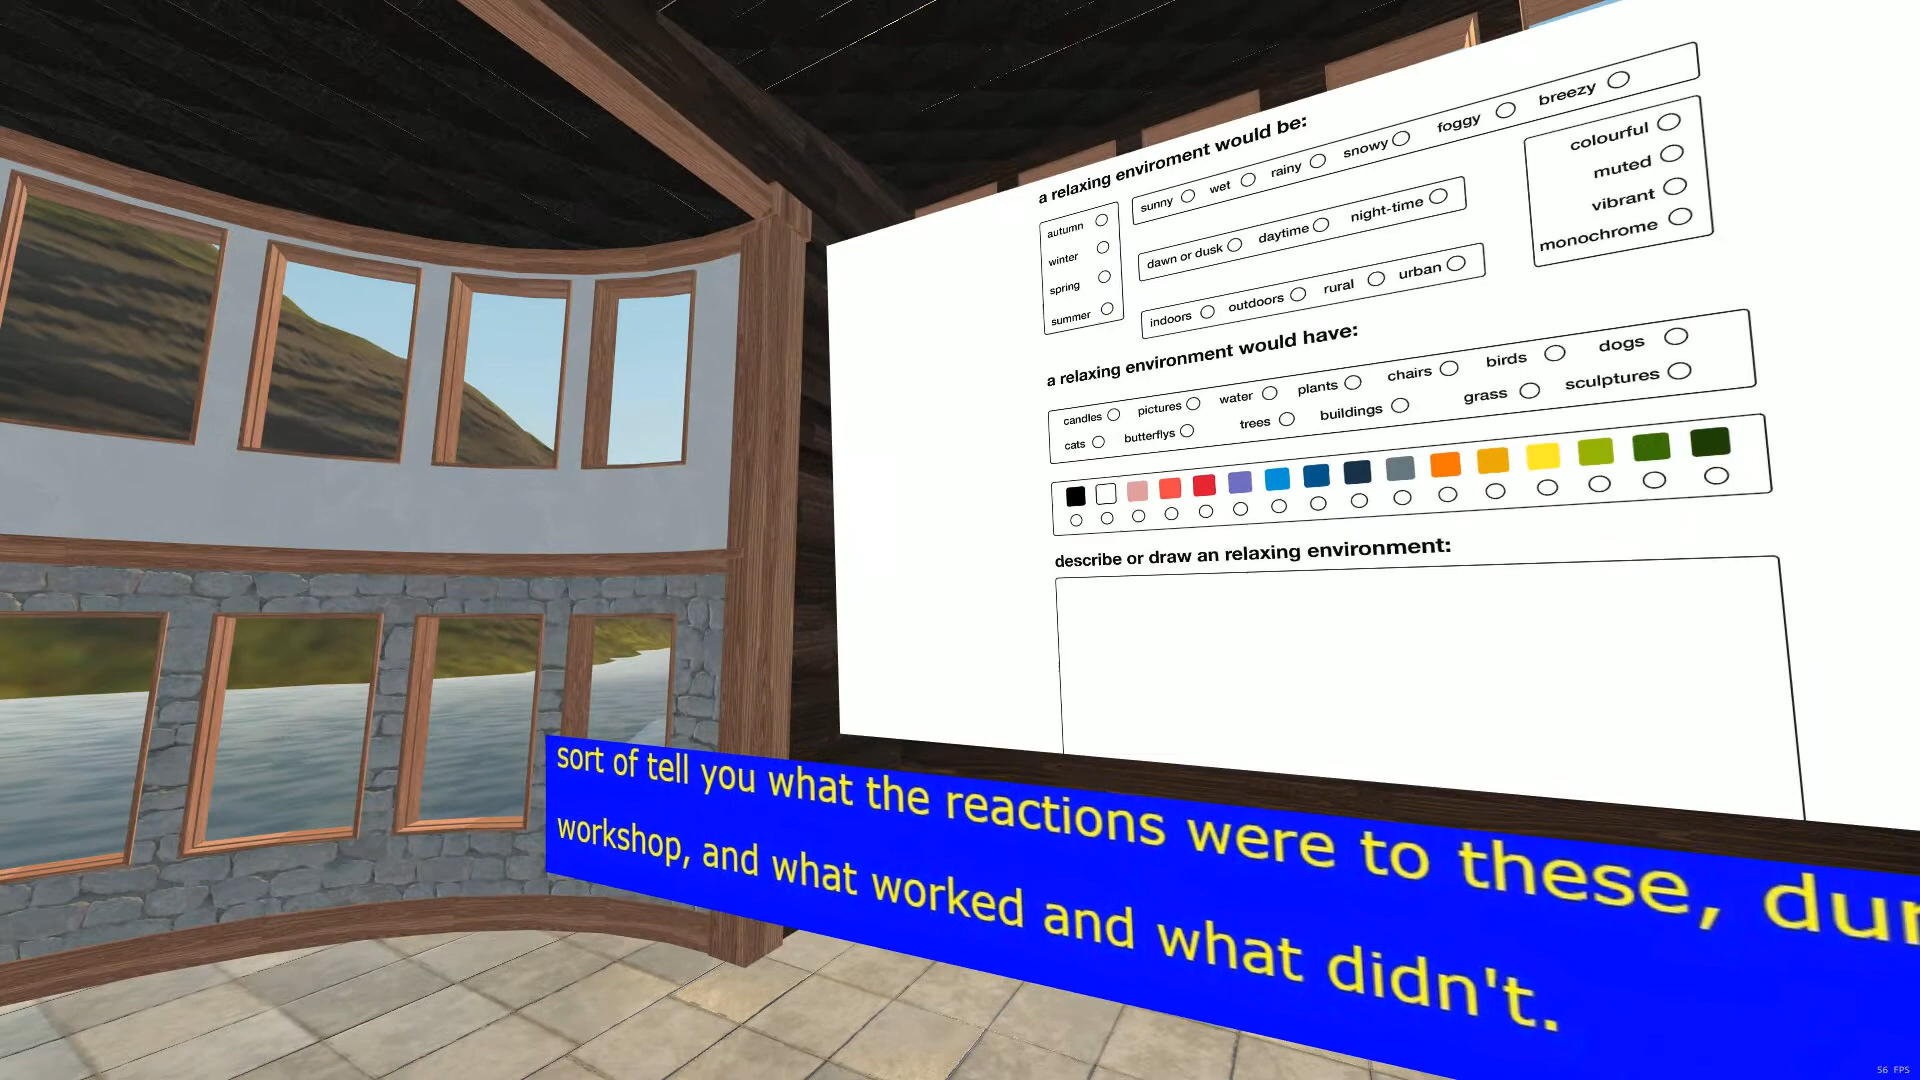 a relaxing enviroment would be:
sunny wet rainy snowy foggy breezy
autumn
winter
spring
summer
dawn or dusk daytime night-time
indoors outdoors rural urban
colourful
muted
vibrant
monochrome
a relaxing environment would have:
candles pictures water plants chairs birds dogs
cats butterflys trees buildings grass sculptures
describe or draw an relaxing environment:
sort of tell you what the reactions were to these,
workshop, and what worked and what didn't.
56 FPS